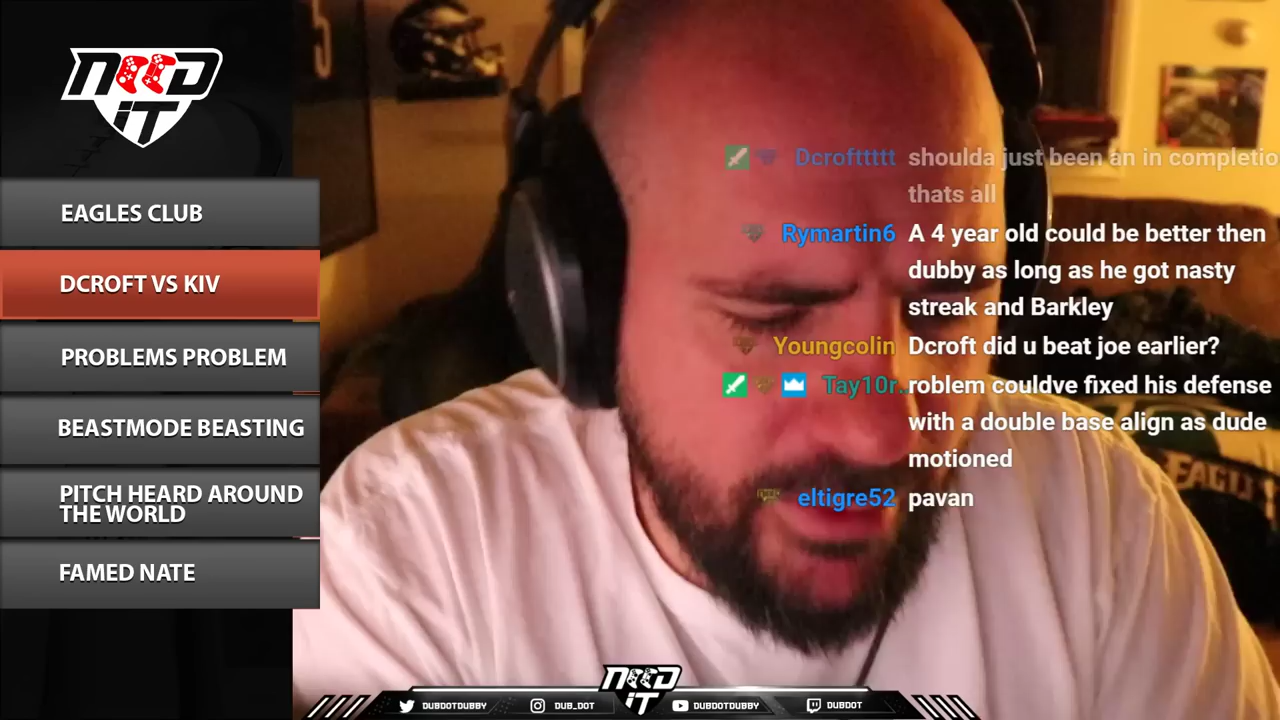 NEED
iT
EAGLES CLUB
DCROFT VS KIV
PROBLEMS PROBLEM
BEASTMODE BEASTING
PITCH HEARD AROUND
THE WORLD
FAMED NATE
Dcrofttttt shoulda just been an in completio
thats all
Rymartin6 A 4 year old could be better then
dubby as long as he got nasty
streak and Barkley
Youngcolin Dcroft did u beat joe earlier?
Tay10r.. roblem couldve fixed his defense
with a double base align as dude
motioned
eltigre52 pavan
EAGL
NEED
iT
DUBDOTDUBBY DUB_DOT DUBDOTDUBBY DUBDOT